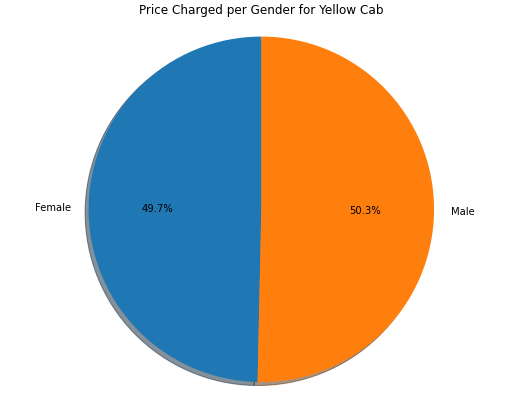 Price Charged per Gender for Yellow Cab
Female
49.7%
50.3%
Male